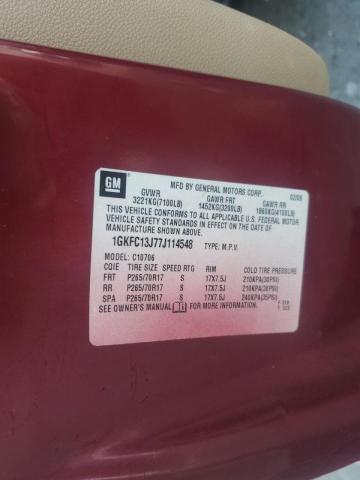 GM
MFD BY GENERAL MOTORS CORP. 02/06
GVWR GAWR FRT GAWR RR
3221KG(7100LB) 1452KG(3200LB) 1860KG(4100LB)
THIS VEHICLE CONFORMS TO ALL APPLICABLE U.S. FEDERAL MOTOR
VEHICLE SAFETY STANDARDS IN EFFECT ON THE DATE OF
MANUFACTURE SHOWN ABOVE.
1GKFC13J77J114548 TYPE: M.P.V.
MODEL: C10706
CQIE TIRE SIZE SPEED RTG RIM COLD TIRE PRESSURE
FRT P265/70R17 S 17X7.5J 210KPA(30PSI)
RR P265/70R17 S 17X7.5J 210KPA(30PSI)
SPA P265/70R17 S 17X7.5J 240KPA(35PSI)
SEE OWNER'S MANUAL FOR MORE INFORMATION.